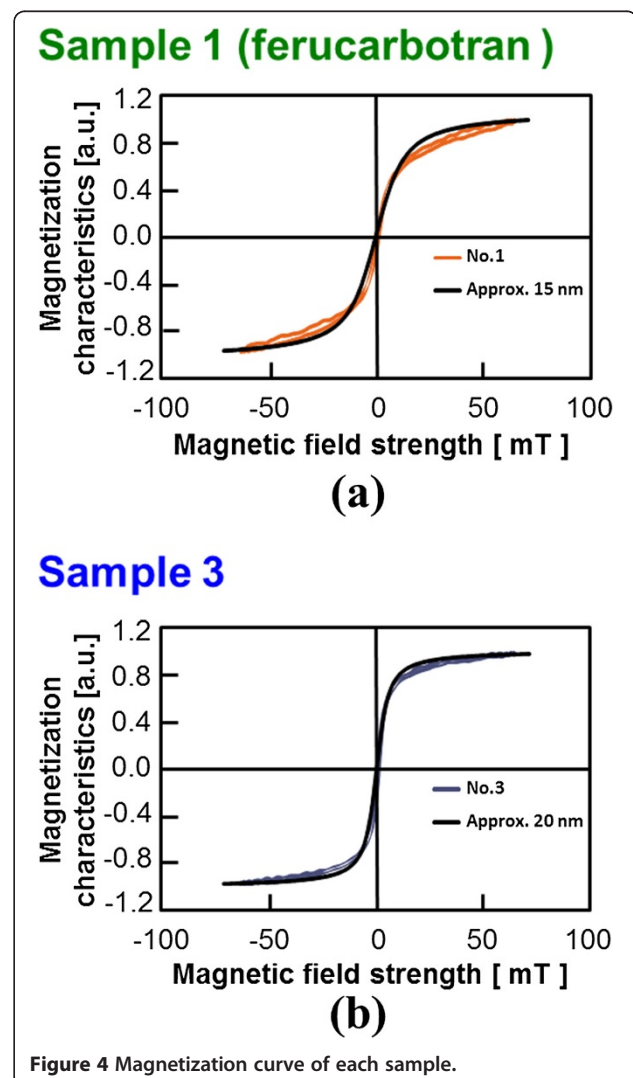 Sample 1 (ferucarbotran )
Magnetization
characteristics [a.u.]
1.2
0.8
0.4
0.0
-0.4
-0.8
-1.2
No.1
Approx. 15 nm
-100 -50 0 50 100
Magnetic field strength [ mT ]
(a)
Sample 3
Magnetization
characteristics [a.u.]
1.2
0.8
0.4
0.0
-0.4
-0.8
-1.2
No.3
Approx. 20 nm
-100 -50 0 50 100
Magnetic field strength [ mT ]
(b)
Figure 4 Magnetization curve of each sample.